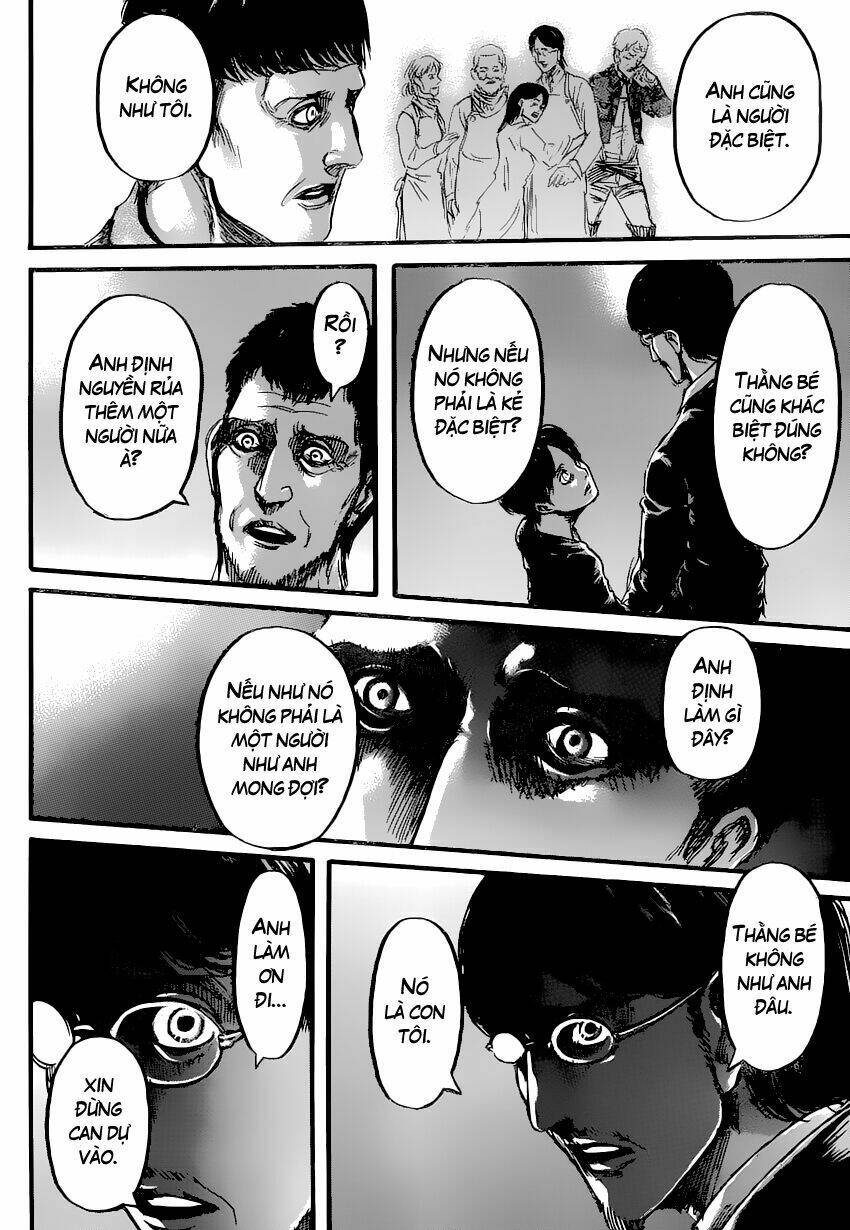 ANH CŨNG
LÀ NGƯỜI
ĐẶC BIỆT.
KHÔNG
NHƯ TÔI.
THẰNG BÉ
CŨNG KHÁC
BIỆT ĐÚNG
KHÔNG?
NHƯNG NẾU
NÓ KHÔNG
PHẢI LÀ KẺ
ĐẶC BIỆT?
RỒI
?
ANH ĐỊNH
NGUYỀN RỦA
THÊM MỘT
NGƯỜI NỮA
À?
ANH
ĐỊNH
LÀM GÌ
ĐÂY?
NẾU NHƯ NÓ
KHÔNG PHẢI LÀ
MỘT NGƯỜI
NHƯ ANH
MONG ĐỢI?
THẰNG BÉ
KHÔNG
NHƯ ANH
ĐÂU.
NÓ
LÀ CON
TÔI.
ANH
LÀM
ƠN
ĐI...
XIN
ĐỪNG
CAN DỰ
VÀO.